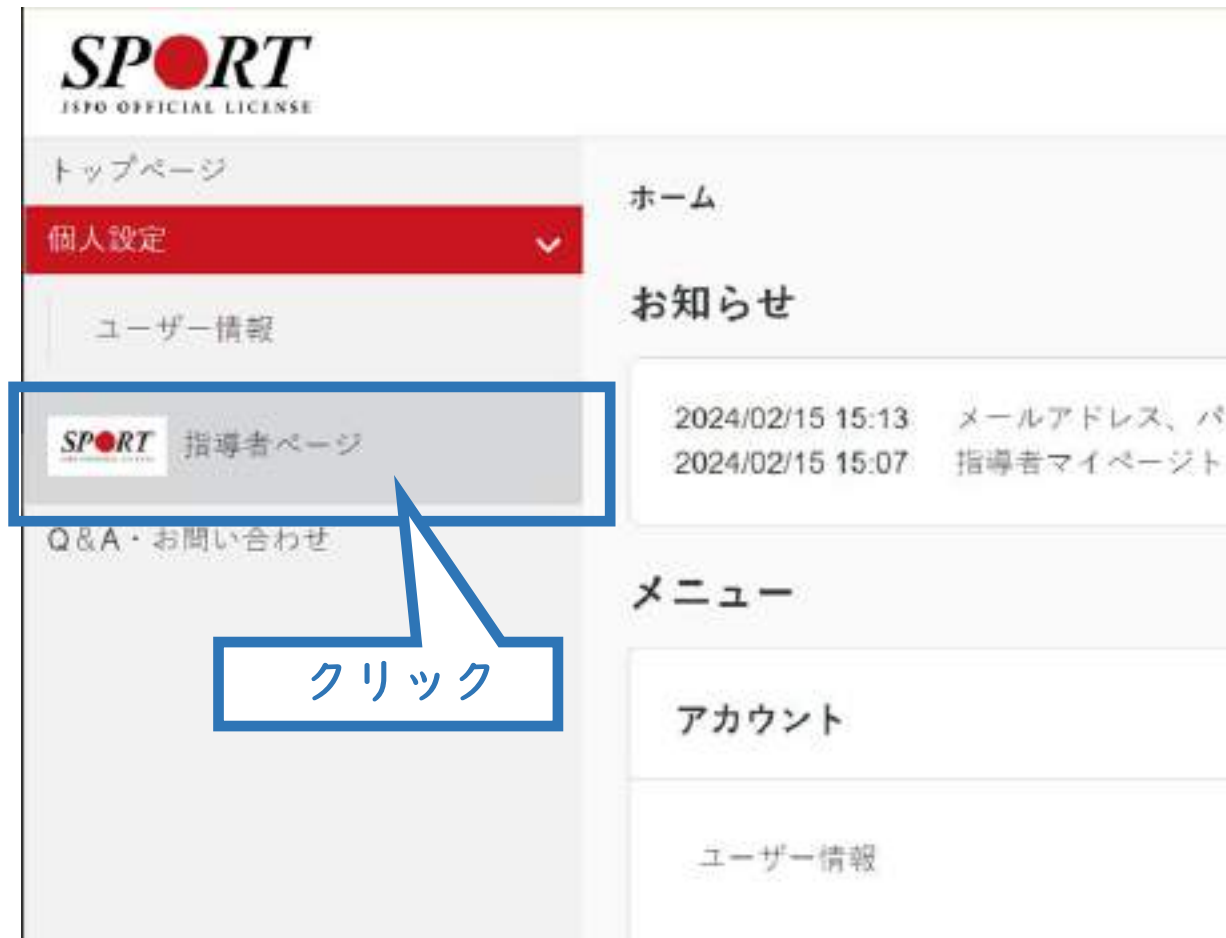 SPORT
JSPO OFFICIAL LICENSE
トップページ
個人設定
ユーザー情報
SPORT 指導者ページ
Q&A・お問い合わせ
クリック
ホーム
お知らせ
2024/02/15 15:13 メールアドレス、パ
2024/02/15 15:07 指導者マイページト
メニュー
アカウント
ユーザー情報